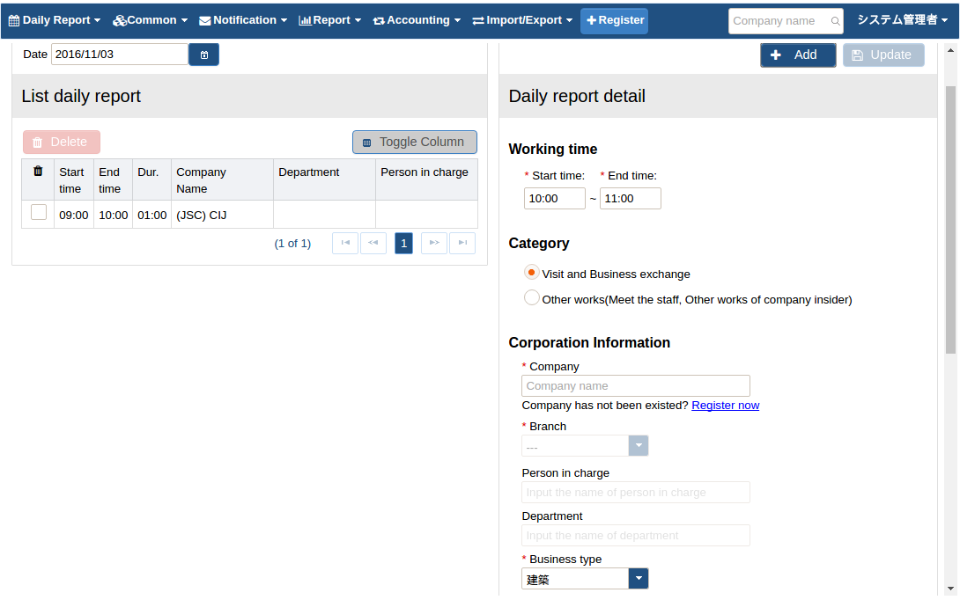 Daily Report Common Notification Report Accounting Import/Export Register Company name システム管理者
Date 2016/11/03
List daily report
Delete Toggle Column
Start time End time Dur. Company Name Department Person in charge
09:00 10:00 01:00 (JSC) CIJ
(1 of 1) 1
Add Update
Daily report detail
Working time
* Start time: * End time:
10:00 ~ 11:00
Category
Visit and Business exchange
Other works(Meet the staff, Other works of company insider)
Corporation Information
* Company
Company name
Company has not been existed? Register now
* Branch
---
Person in charge
Input the name of person in charge
Department
Input the name of department
* Business type
建築